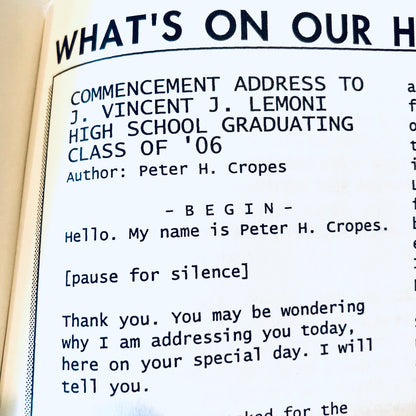 WHAT'S ON OUR H
COMMENCEMENT ADDRESS TO
J. VINCENT J. LEMONI
HIGH SCHOOL GRADUATING
CLASS OF '06
Author: Peter H. Cropes
– B E G I N –
Hello. My name is Peter H. Cropes.
[pause for silence]
Thank you. You may be wondering
why I am addressing you today,
here on your special day. I will
tell you.
for the